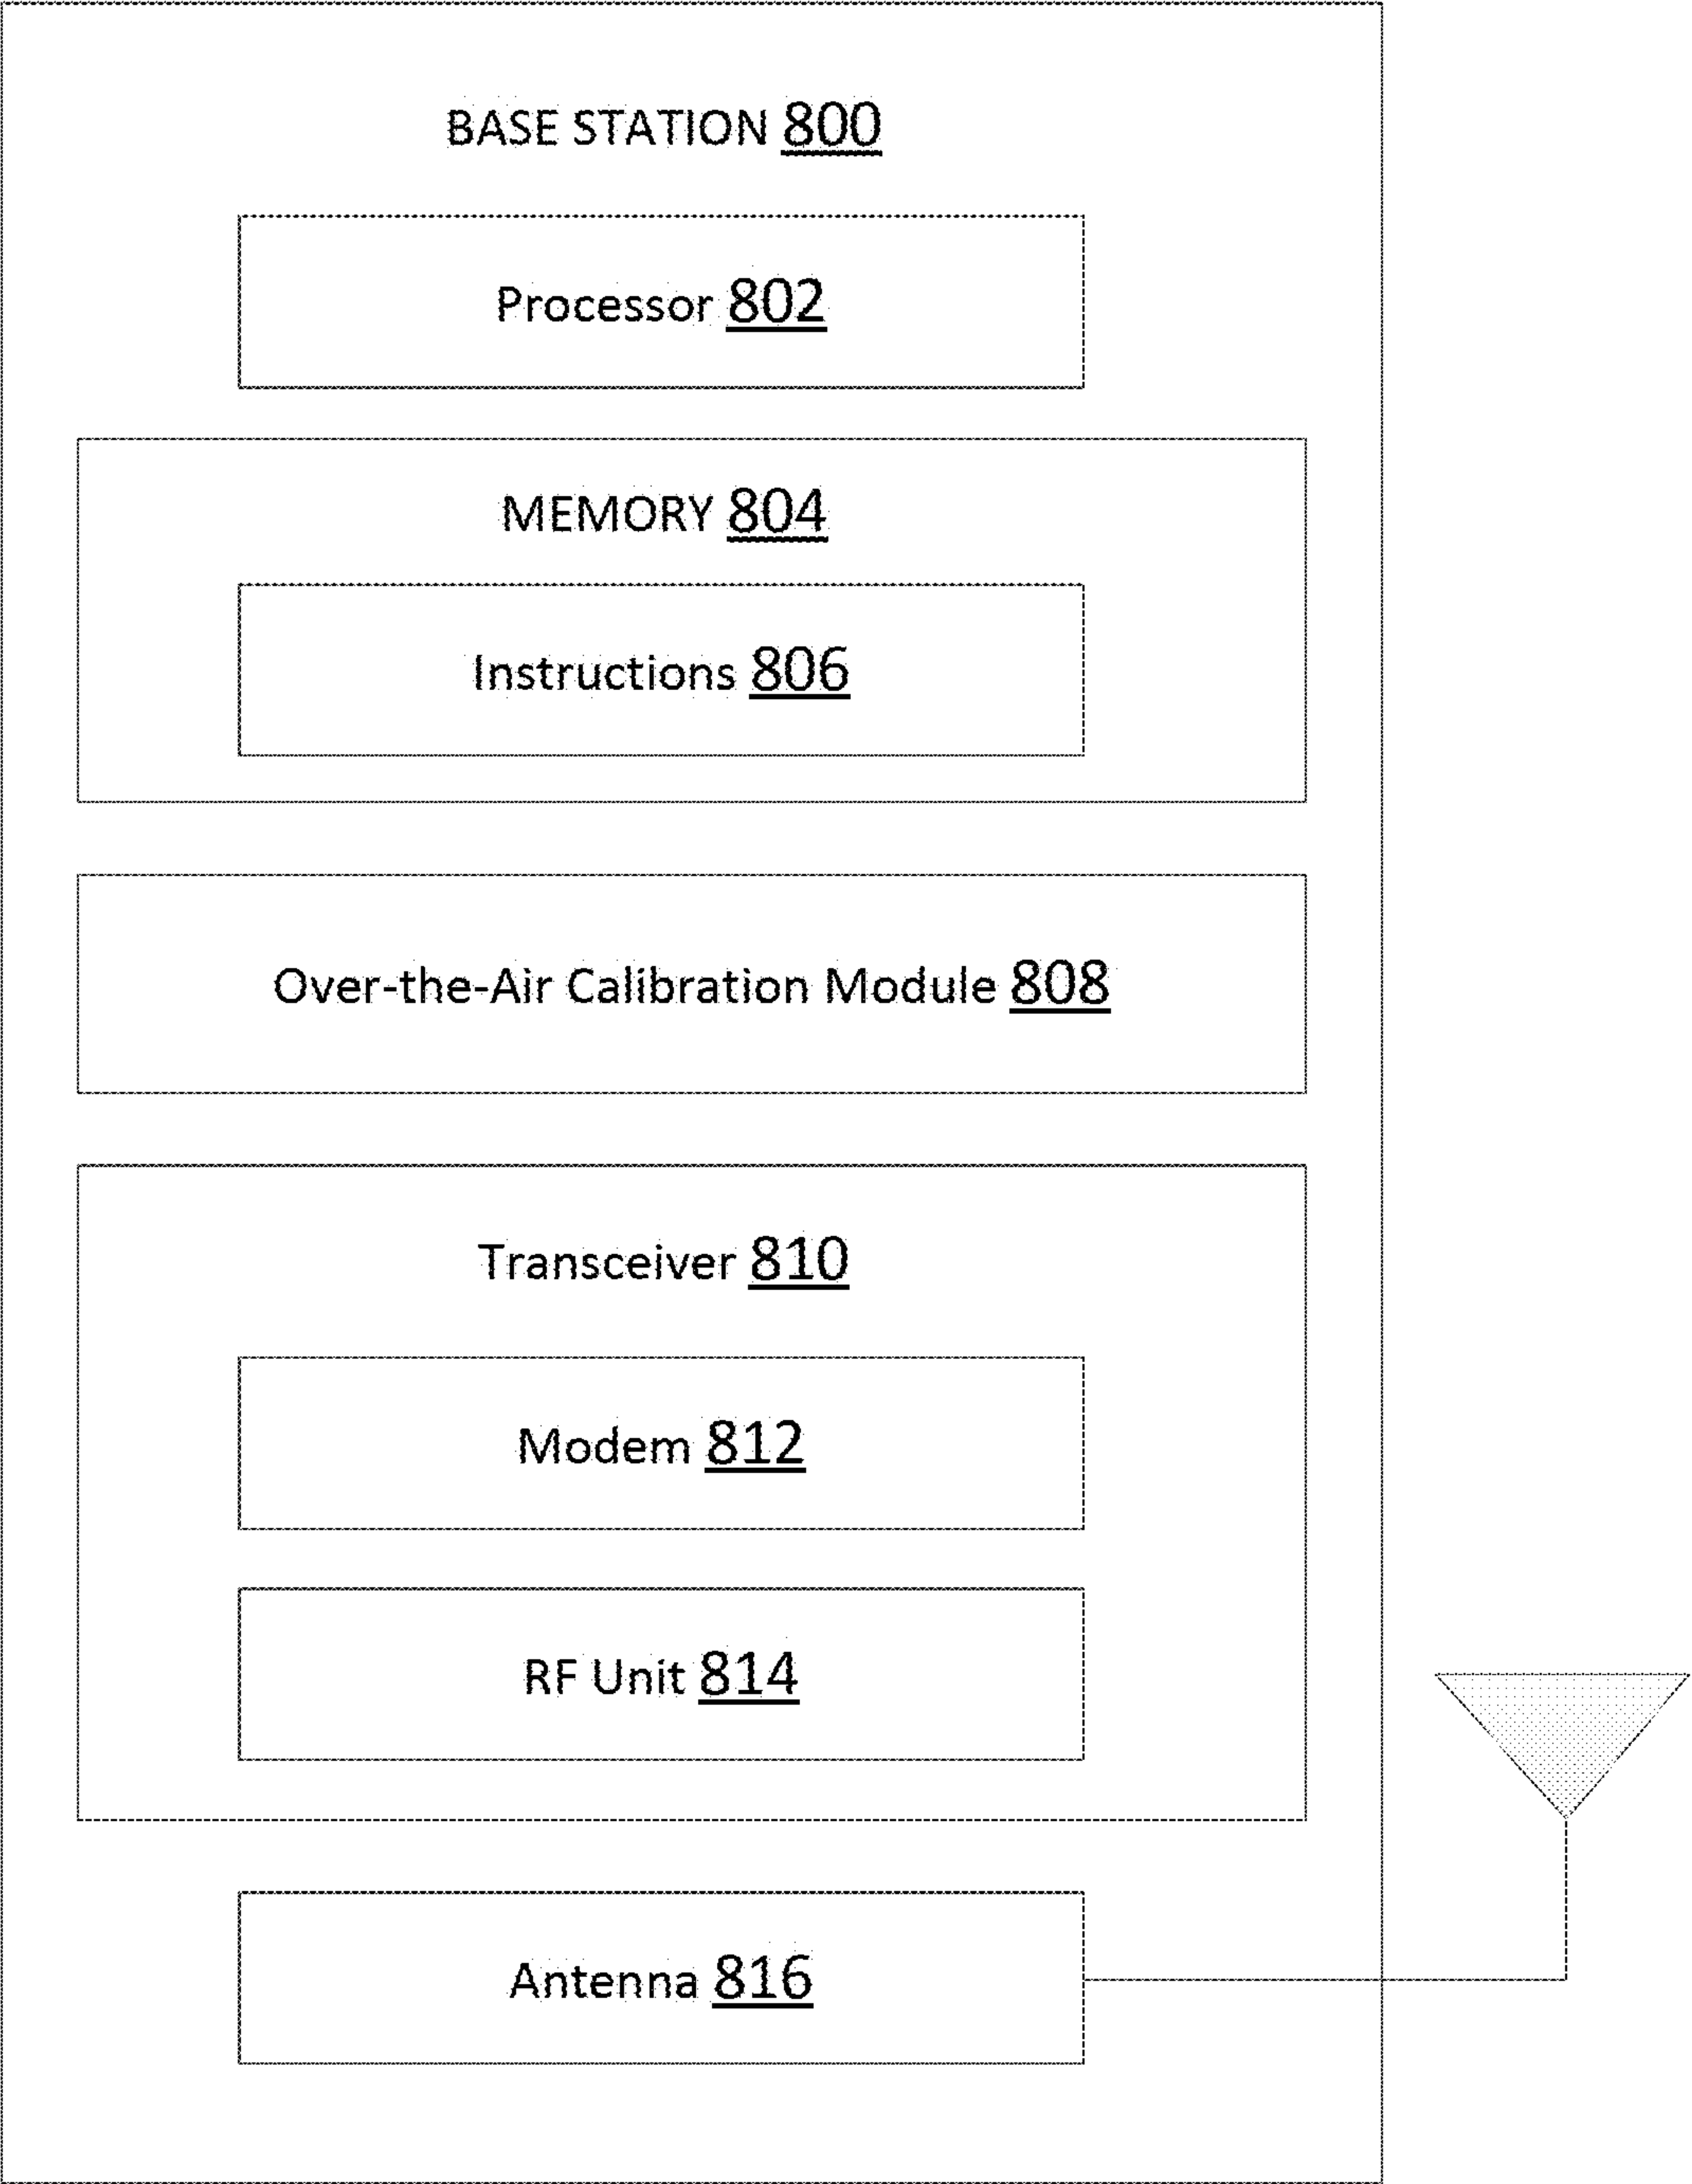 BASE STATION 800
Processor 802
MEMORY 804
Instructions 806
Over-the-Air Calibration Module 808
Transceiver 810
Modem 812
RF Unit 814
Antenna 816